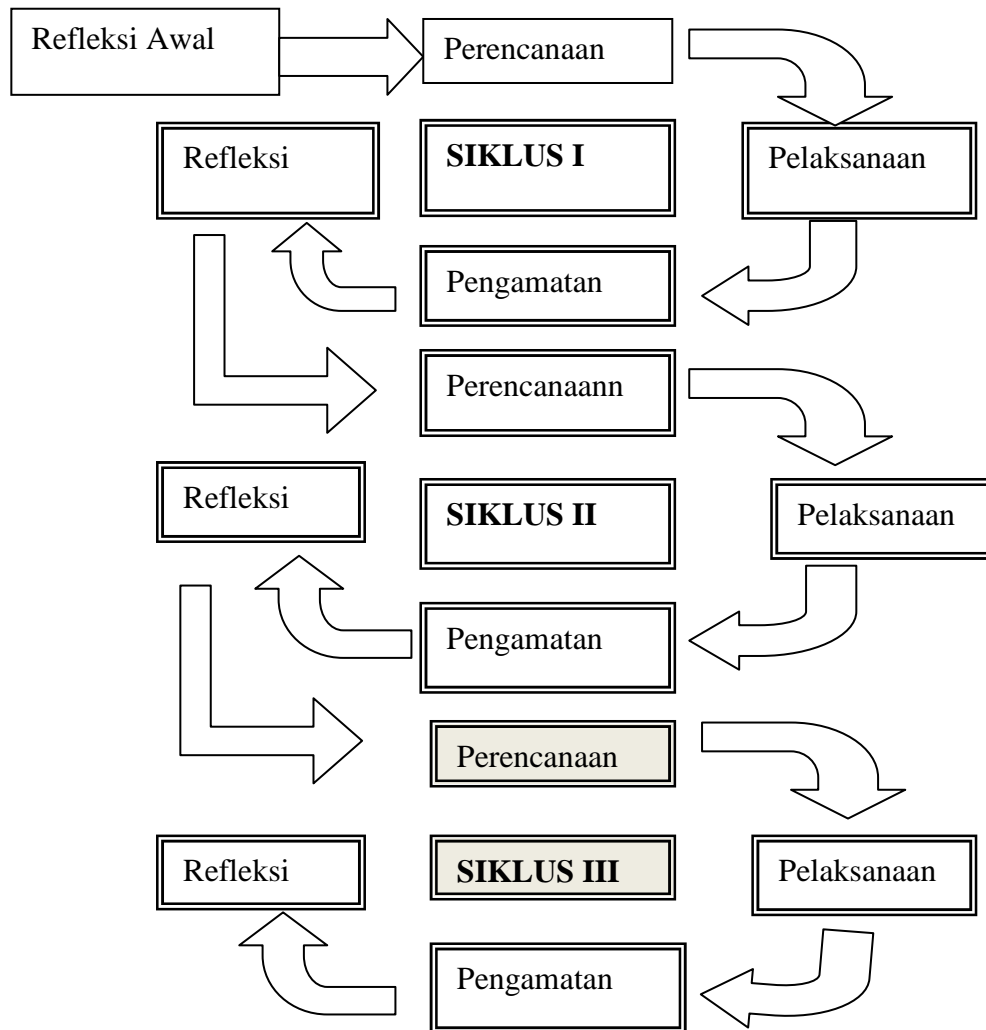 Refleksi Awal
Perencanaan
Refleksi
SIKLUS I
Pelaksanaan
Pengamatan
Perencanaann
Refleksi
SIKLUS II
Pelaksanaan
Pengamatan
Perencanaan
Refleksi
SIKLUS III
Pelaksanaan
Pengamatan